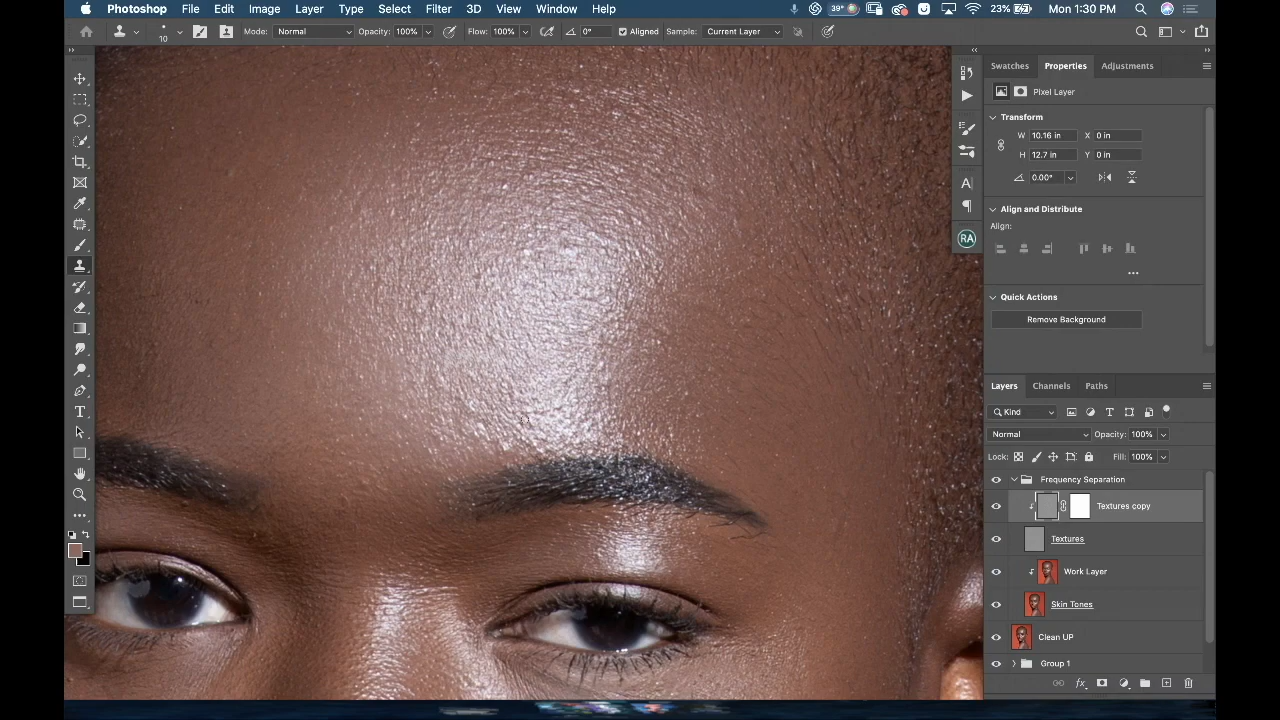 Photoshop File Edit Image Layer Type Select Filter 3D View Window Help 39° 23% Mon 1:30 PM
10 Mode: Normal Opacity: 100% Flow: 100% 0° Aligned Sample: Current Layer
Swatches Properties Adjustments
Pixel Layer
Transform
W 10.16 in X 0 in
H 12.7 in Y 0 in
0.00°
Align and Distribute
Align:
RA
Quick Actions
Remove Background
Layers Channels Paths
Kind
Normal Opacity: 100%
Lock: Fill: 100%
Frequency Separation
Textures copy
Textures
Work Layer
Skin Tones
Clean UP
Group 1
fx